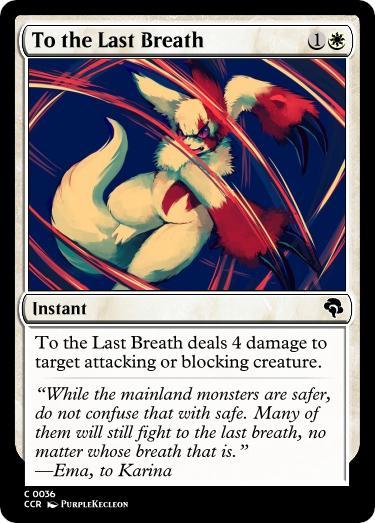 To the Last Breath 1
Instant
To the Last Breath deals 4 damage to
target attacking or blocking creature.
“While the mainland monsters are safer,
do not confuse that with safe. Many of
them will still fight to the last breath, no
matter whose breath that is.”
—Ema, to Karina
C 0036
CCR PurpleKecleon